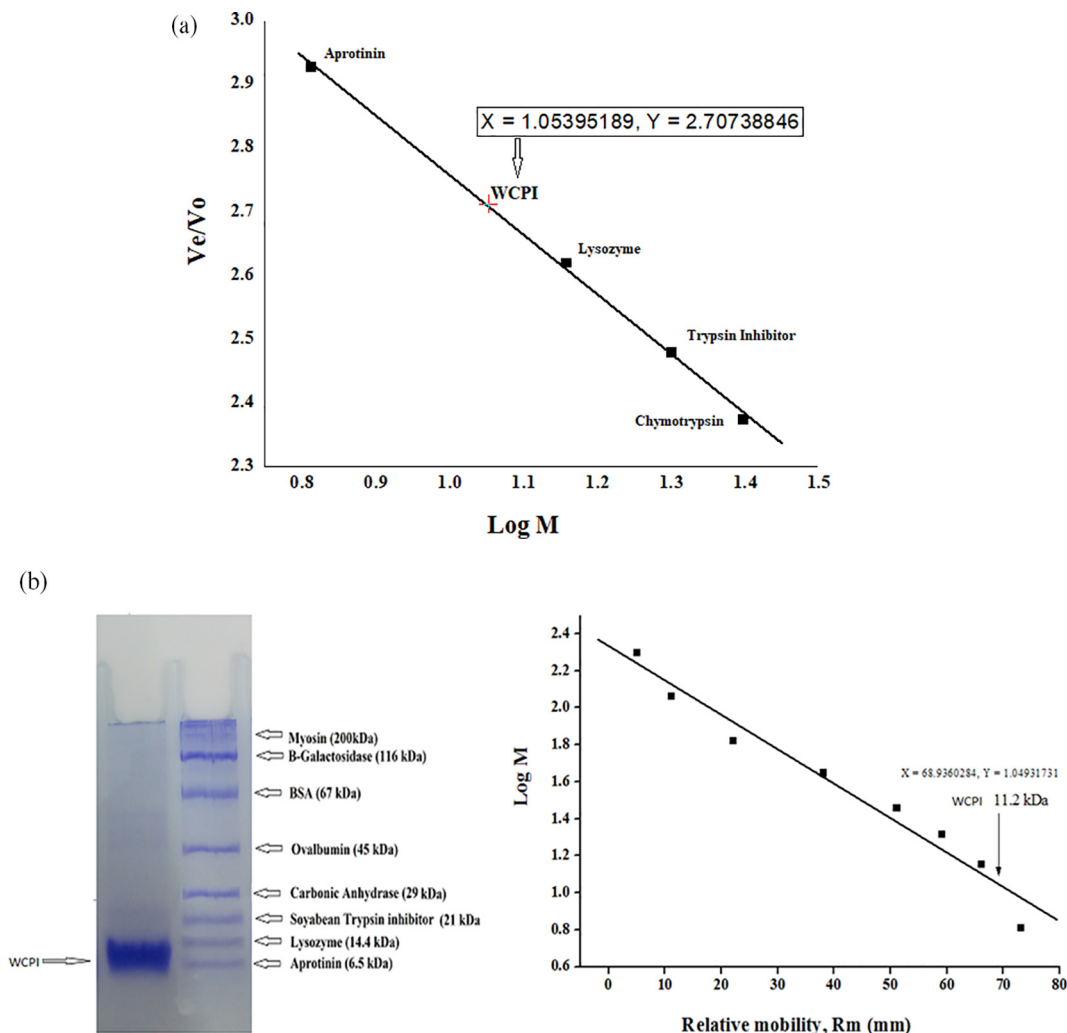 (a)
3.0
2.9
2.8
2.7
2.6
2.5
2.4
2.3
Ve/Vo
Aprotinin
X = 1.05395189, Y = 2.70738846
WCPI
Lysozyme
Trypsin Inhibitor
Chymotrypsin
0.8 0.9 1.0 1.1 1.2 1.3 1.4 1.5
Log M
(b)
Myosin (200kDa)
B-Galactosidase (116 kDa)
BSA (67 kDa)
Ovalbumin (45 kDa)
Carbonic Anhydrase (29 kDa)
Soyabean Trypsin inhibitor (21 kDa
Lysozyme (14.4 kDa)
Aprotinin (6.5 kDa)
WCPI
2.4
2.2
2.0
1.8
1.6
1.4
1.2
1.0
0.8
0.6
Log M
X = 68.9360284, Y = 1.04931731
WCPI 11.2 kDa
0 10 20 30 40 50 60 70 80
Relative mobility, Rm (mm)